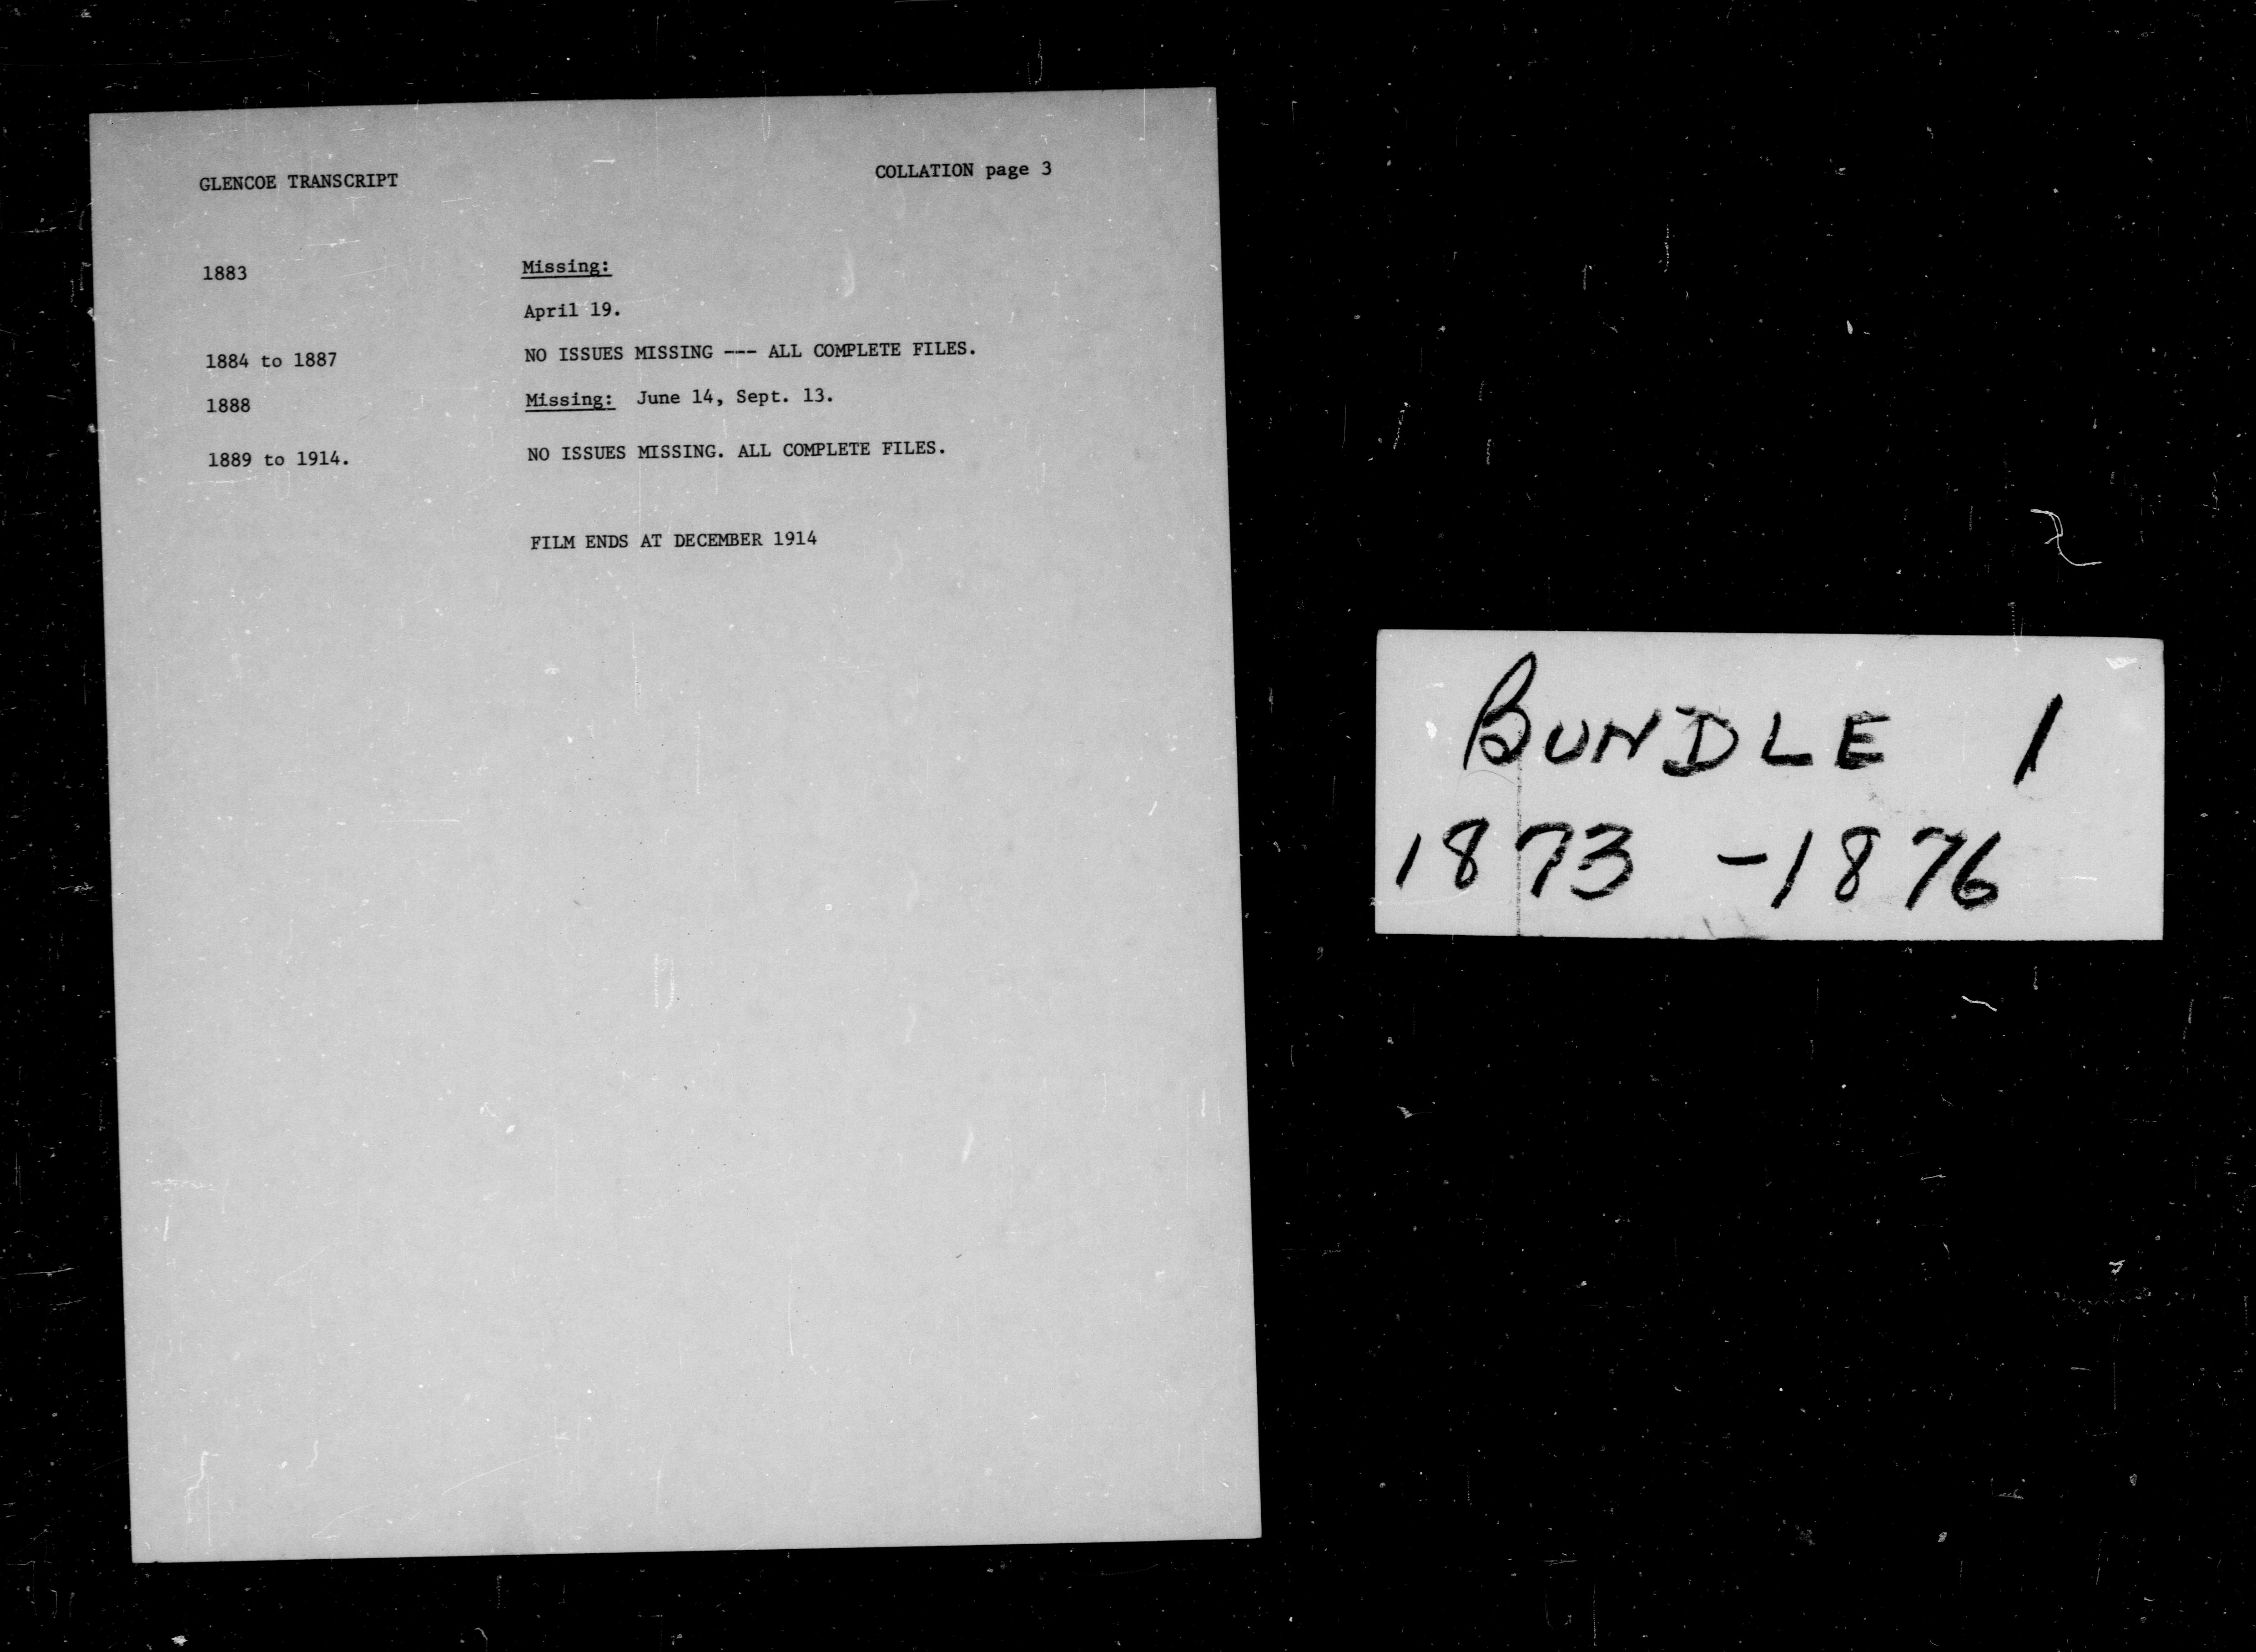 GLENCOE TRANSCRIPT COLLATION page 3
1883 Missing:
April 19.
1884 to 1887 NO ISSUES MISSING --- ALL COMPLETE FILES.
1888 Missing: June 14, Sept. 13.
1889 to 1914. NO ISSUES MISSING. ALL COMPLETE FILES.
FILM ENDS AT DECEMBER 1914
BUNDLE 1
1873 - 1876